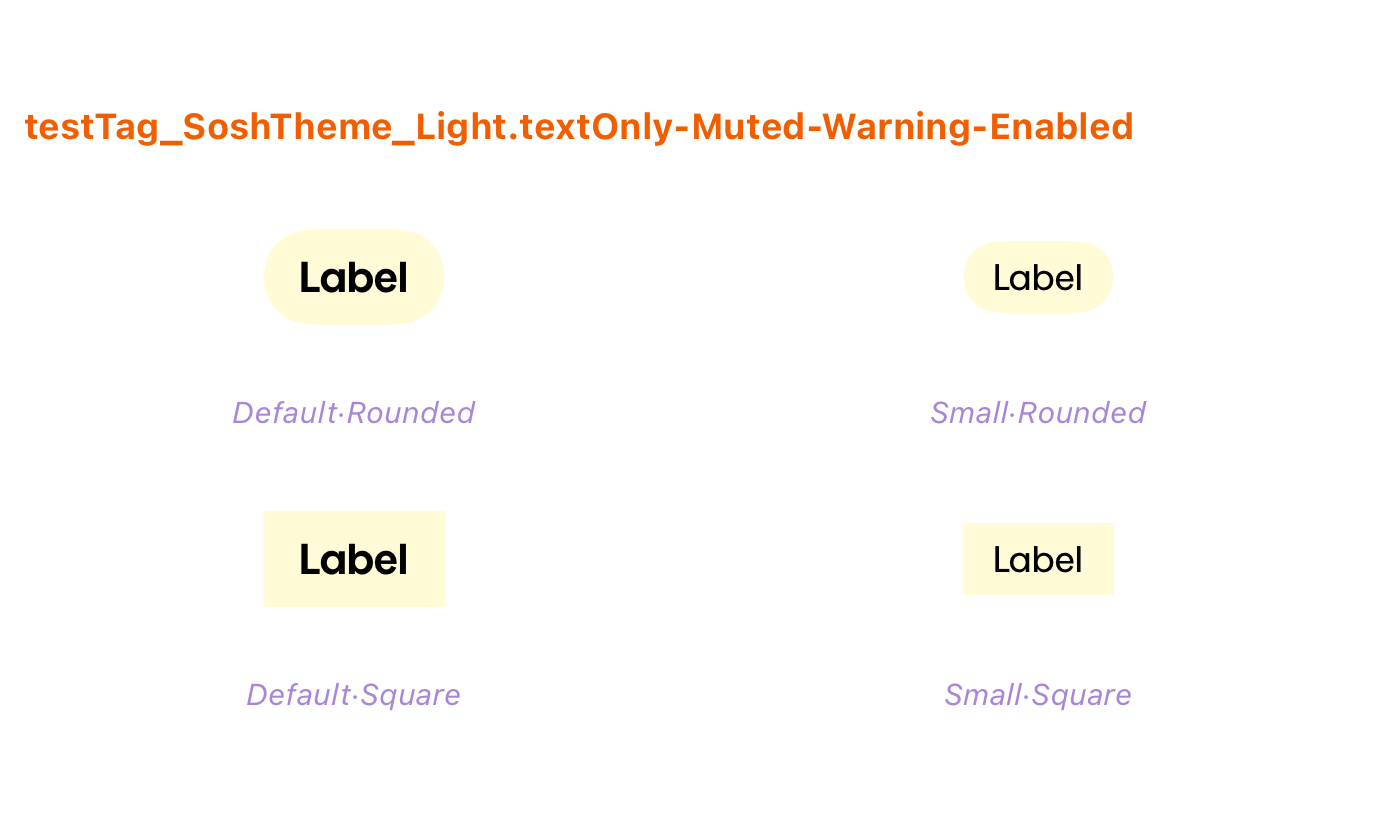 testTag_SoshTheme_Light.textOnly-Muted-Warning-Enabled
Label
Label
Default·Rounded
Small·Rounded
Label
Label
Default·Square
Small·Square